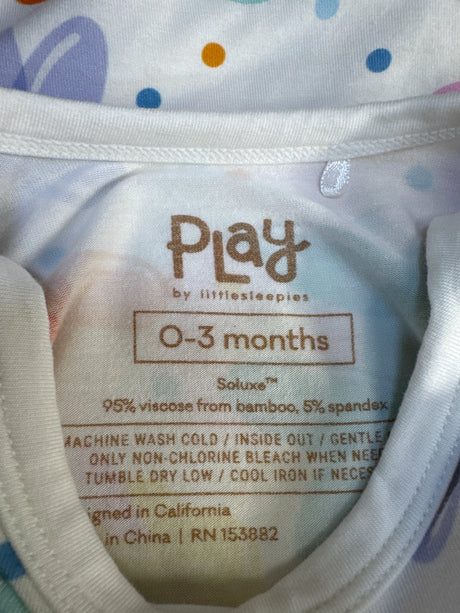 PLay
by littlesleepies
0-3 months
Soluxe™
95% viscose from bamboo, 5% spandex
MACHINE WASH COLD / INSIDE OUT / GENTLE
ONLY NON-CHLORINE BLEACH WHEN NEE
TUMBLE DRY LOW / COOL IRON IF NECES
igned in California
in China | RN 153882